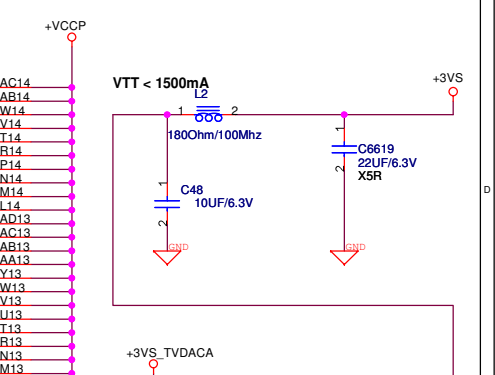 +VCCP
+3VS
VTT < 1500mA
L2
1 2
180Ohm/100Mhz
1
C6619
22UF/6.3V
X5R
2
1
C48
10UF/6.3V
2
GND
GND
D
AC14
AB14
W14
V14
T14
R14
P14
N14
M14
L14
AD13
AC13
AB13
AA13
Y13
W13
V13
U13
T13
R13
N13
M13
+3VS_TVDACA